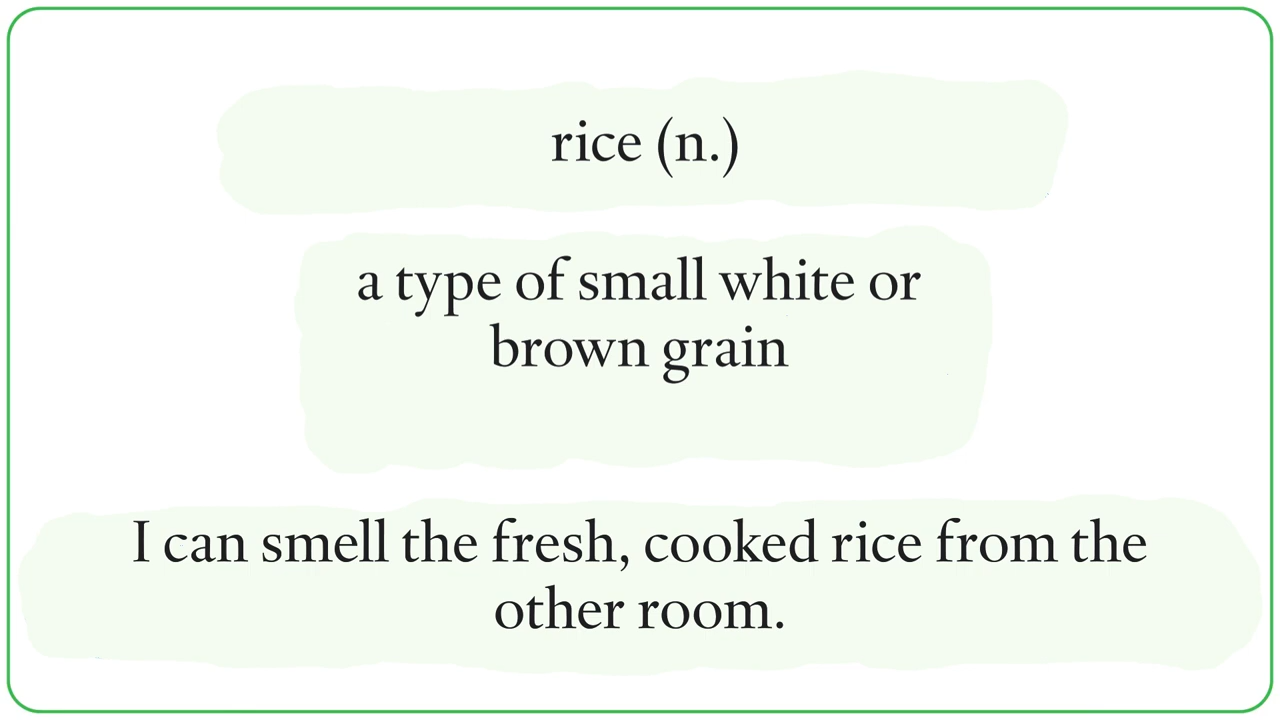 rice (n.)
a type of small white or
brown grain
I can smell the fresh, cooked rice from the
other room.